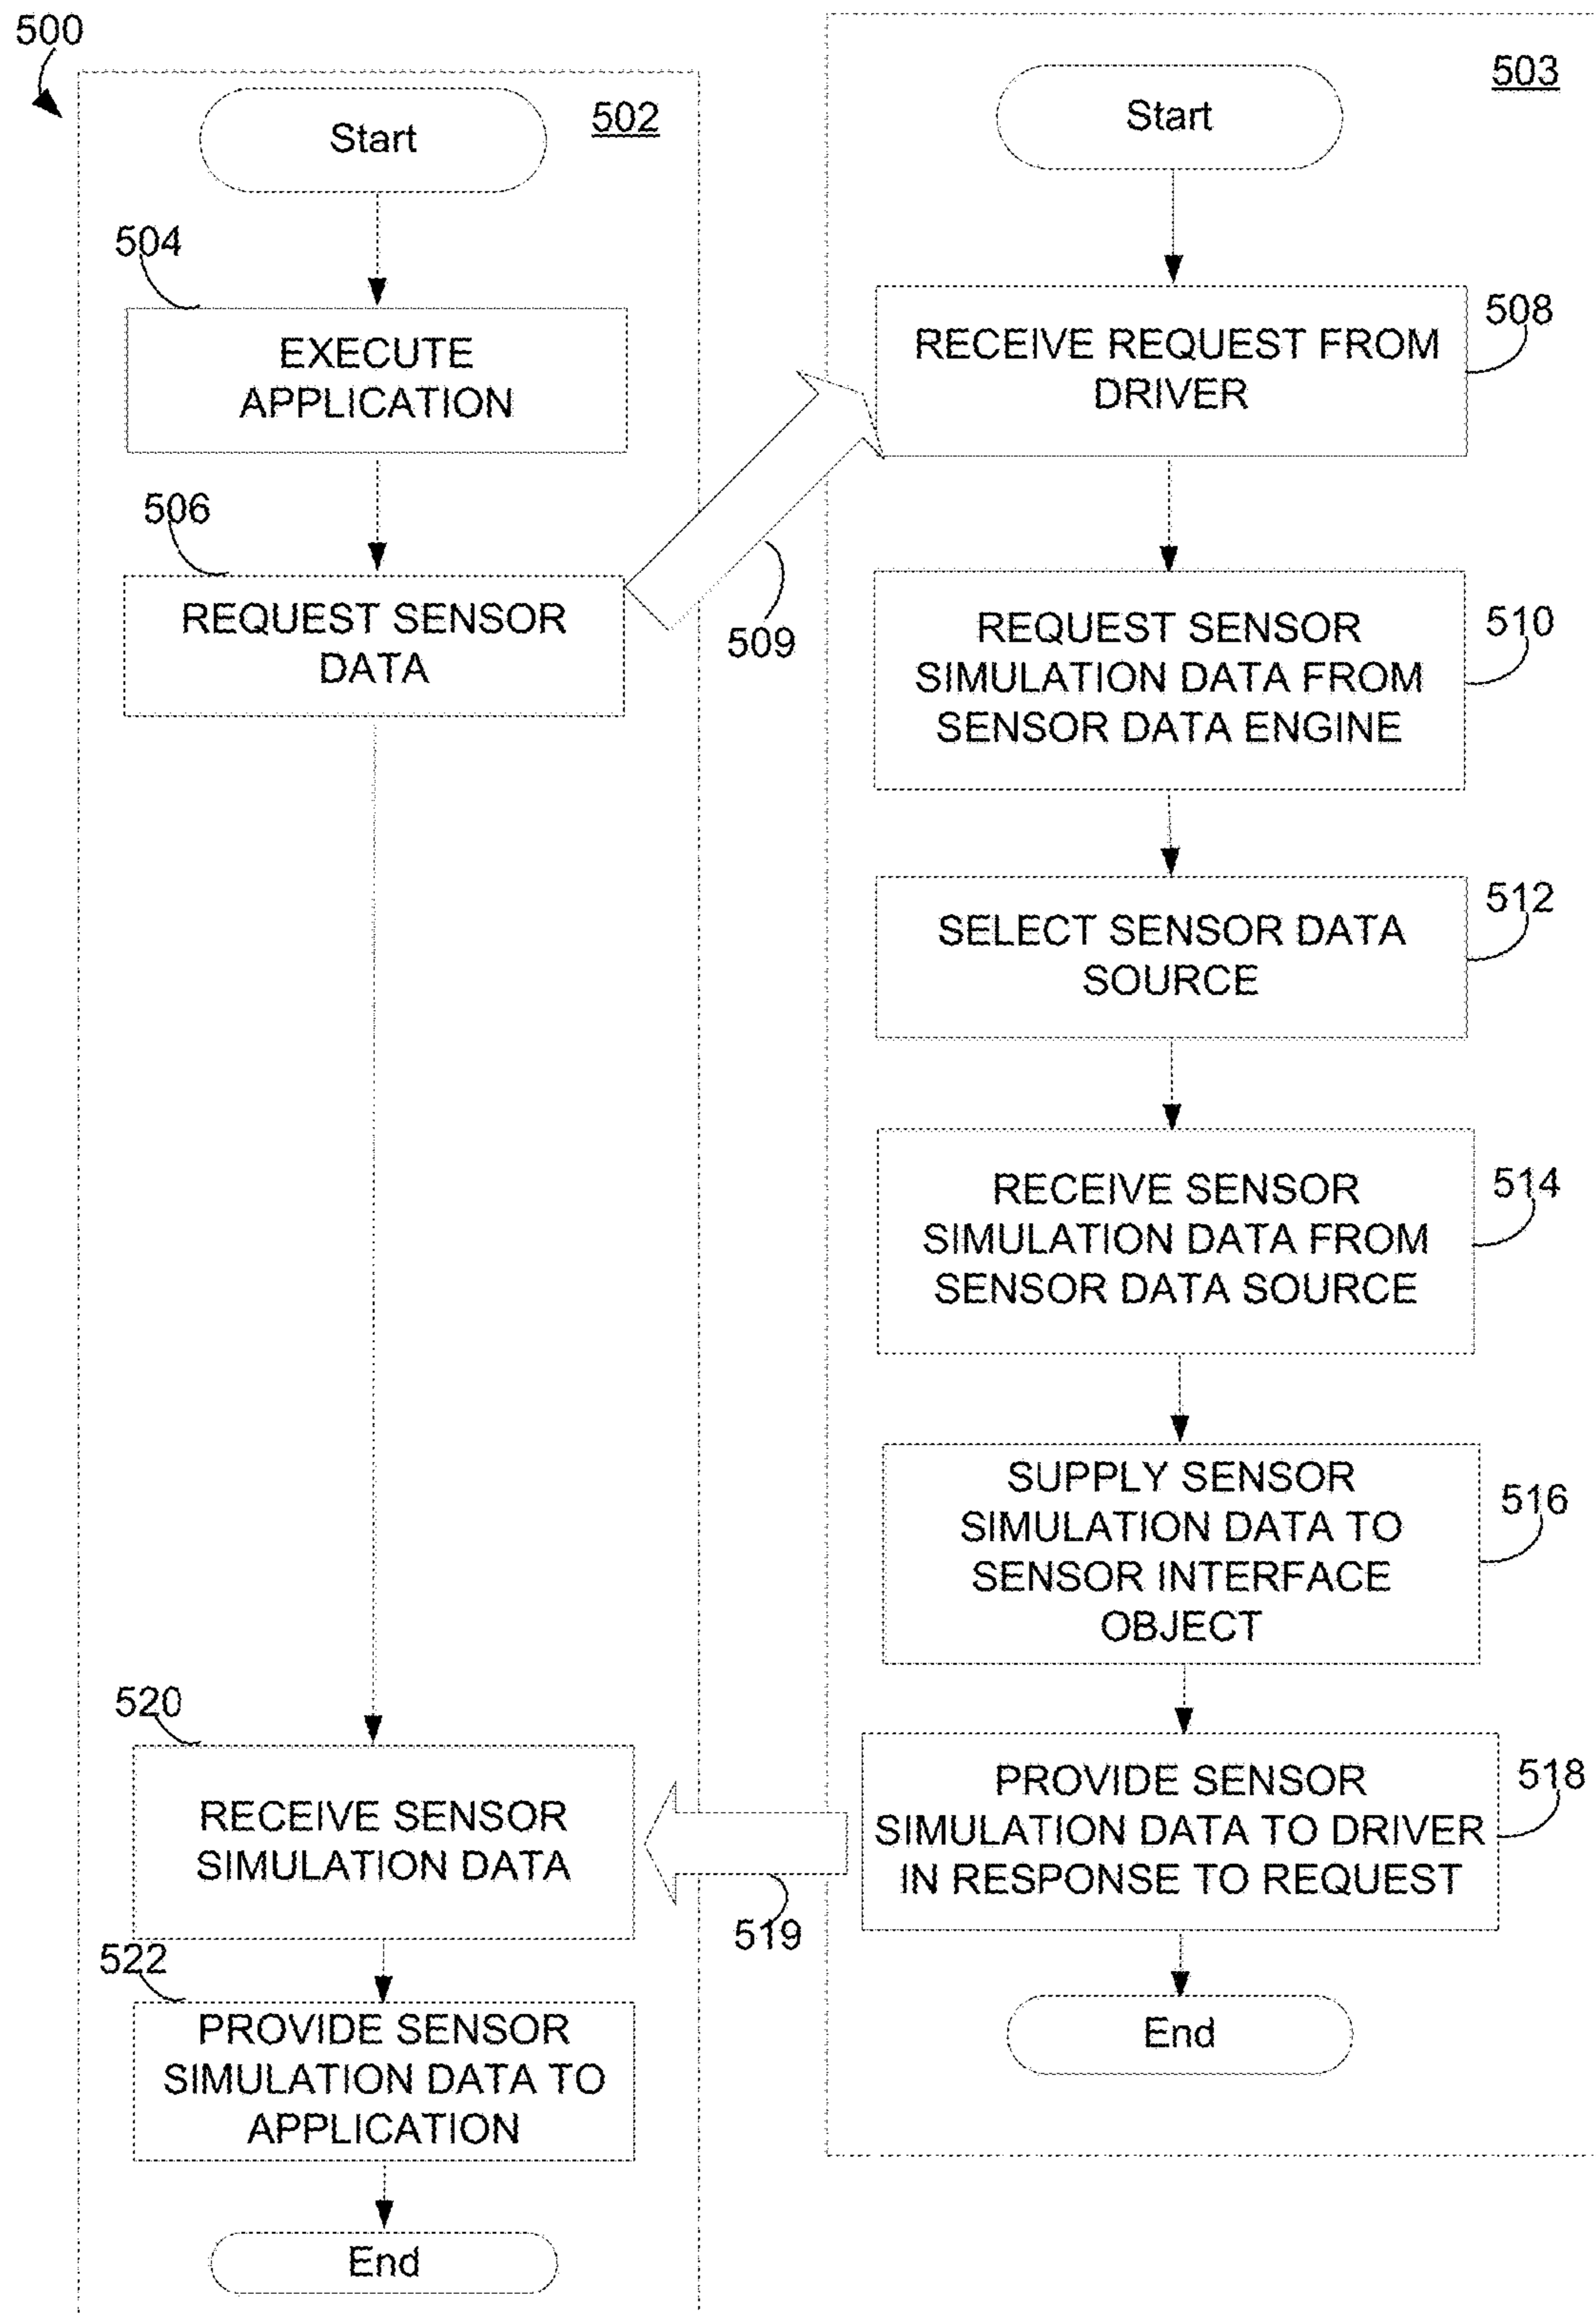 500
502
Start
504
EXECUTE
APPLICATION
506
REQUEST SENSOR
DATA
509
503
Start
508
RECEIVE REQUEST FROM
DRIVER
510
REQUEST SENSOR
SIMULATION DATA FROM
SENSOR DATA ENGINE
512
SELECT SENSOR DATA
SOURCE
514
RECEIVE SENSOR
SIMULATION DATA FROM
SENSOR DATA SOURCE
516
SUPPLY SENSOR
SIMULATION DATA TO
SENSOR INTERFACE
OBJECT
518
PROVIDE SENSOR
SIMULATION DATA TO DRIVER
IN RESPONSE TO REQUEST
End
519
520
RECEIVE SENSOR
SIMULATION DATA
522
PROVIDE SENSOR
SIMULATION DATA TO
APPLICATION
End